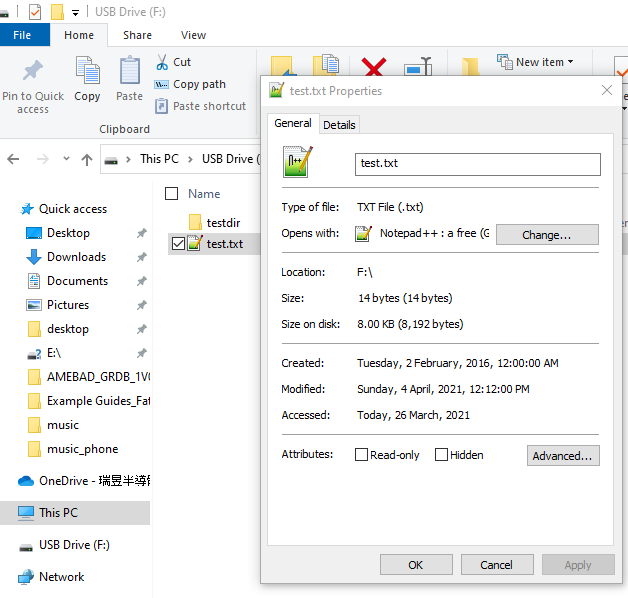 USB Drive (F:)
File Home Share View
Pin to Quick access
Copy
Paste
Cut
Copy path
Paste shortcut
New item
Clipboard
This PC USB Drive (
Quick access
Desktop
Downloads
Documents
Pictures
desktop
E:\
AMEBAD_GRDB_1V
Example Guides_Fat
music
music_phone
OneDrive - 瑞昱半導
This PC
USB Drive (F:)
Network
Name
testdir
test.txt
test.txt Properties
General Details
test.txt
Type of file: TXT File (.txt)
Opens with: Notepad++ : a free (G Change...
Location: F:\
Size: 14 bytes (14 bytes)
Size on disk: 8.00 KB (8,192 bytes)
Created: Tuesday, 2 February, 2016, 12:00:00 AM
Modified: Sunday, 4 April, 2021, 12:12:00 PM
Accessed: Today, 26 March, 2021
Attributes: Read-only Hidden Advanced...
OK Cancel Apply